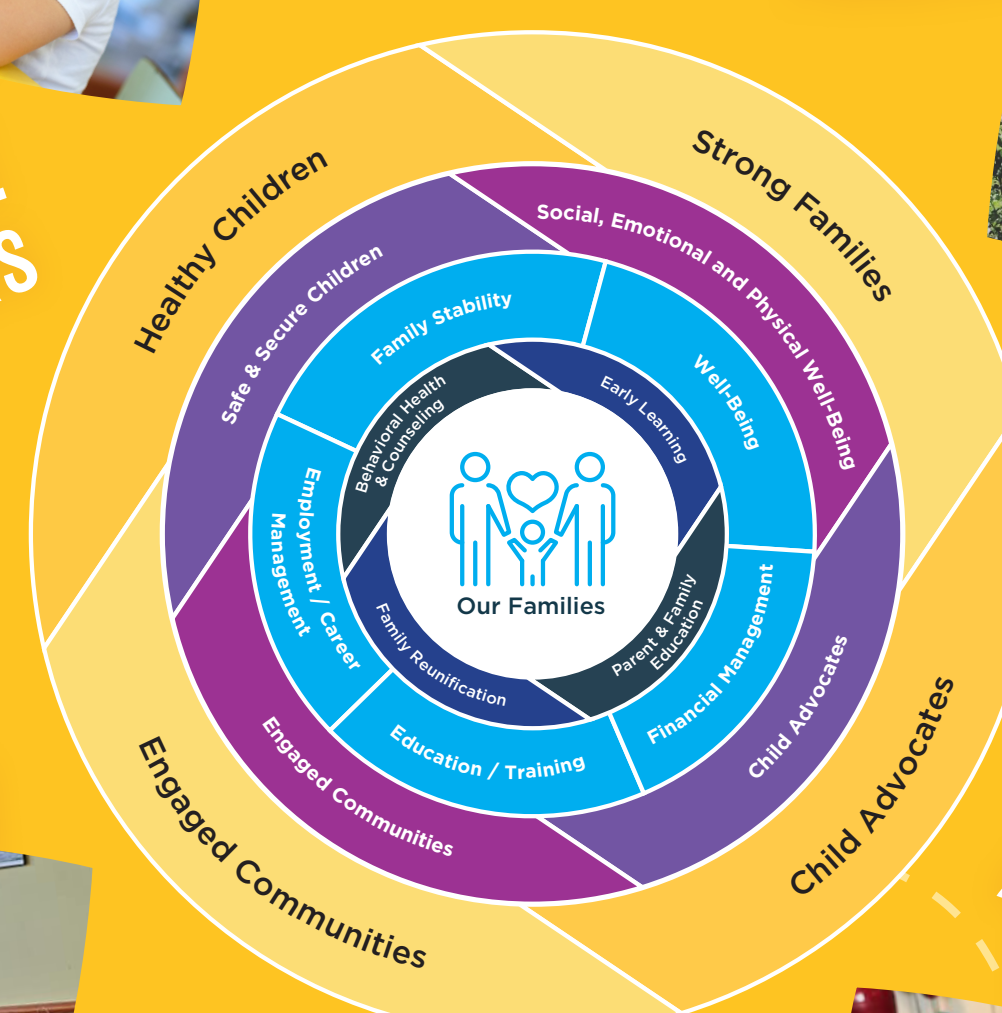 S
Healthy Children
Strong Families
Child Advocates
Engaged Communities
Safe & Secure Children
Social, Emotional and Physical Well-Being
Child Advocates
Engaged Communities
Family Stability
Well-Being
Financial Management
Education / Training
Employment / Career
Management
Behavioral Health
& Counseling
Early Learning
Parent & Family
Education
Family Reunification
Our Families